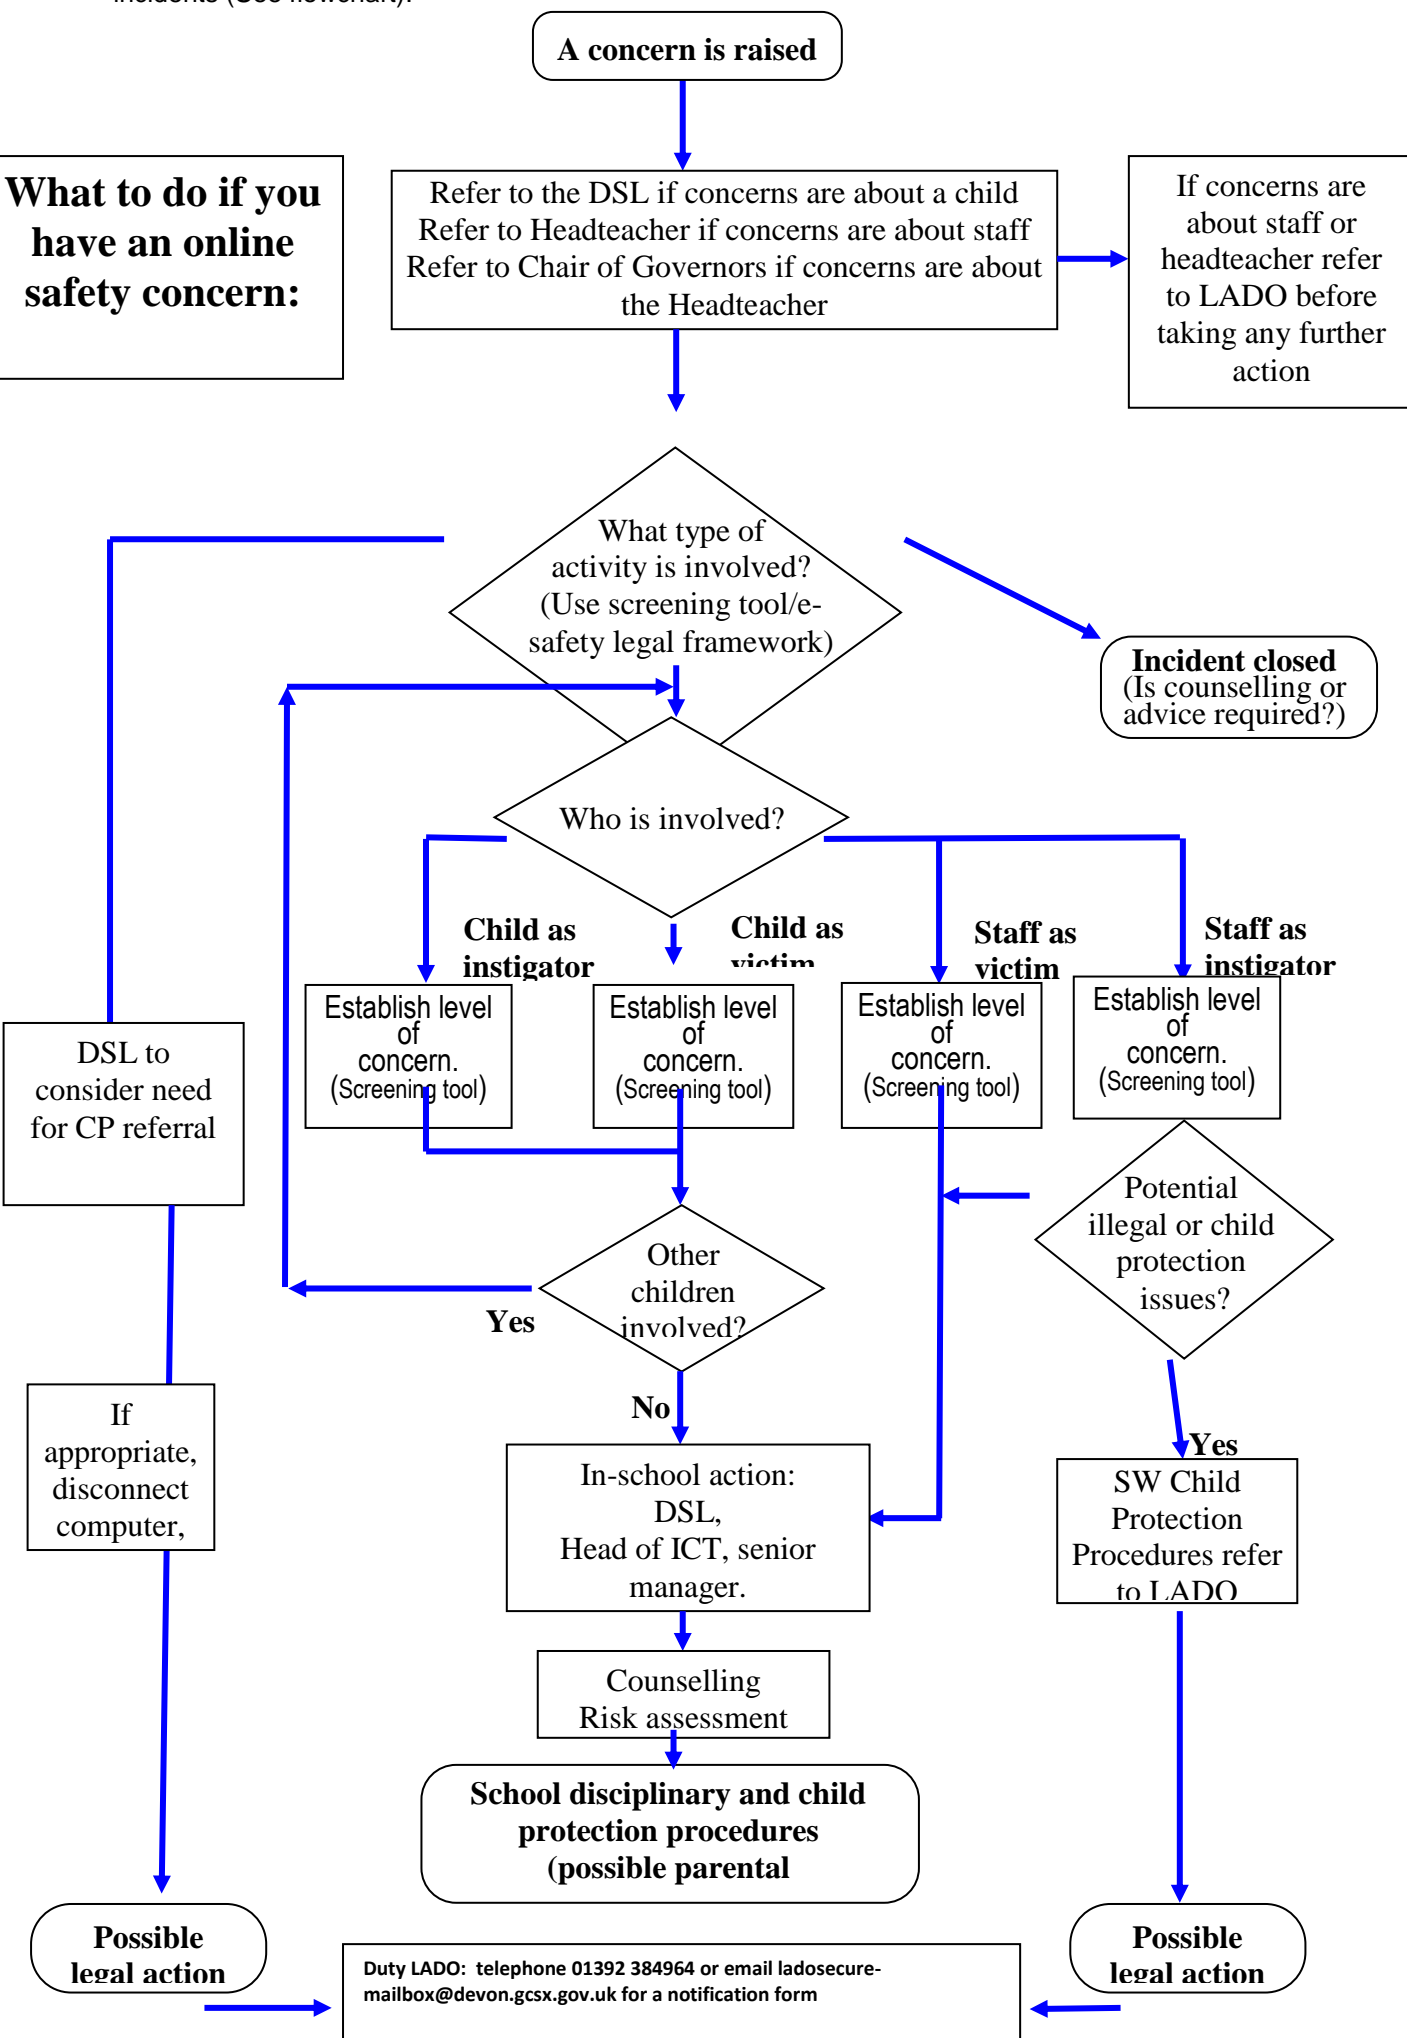 incidents (Use flowchart).
A concern is raised
What to do if you
have an online
safety concern:
Refer to the DSL if concerns are about a child
Refer to Headteacher if concerns are about staff
Refer to Chair of Governors if concerns are about
the Headteacher
If concerns are
about staff or
headteacher refer
to LADO before
taking any further
action
What type of
activity is involved?
(Use screening tool/e-
safety legal framework)
Incident closed
(Is counselling or
advice required?)
Who is involved?
Child as
instigator
Child as
victim
Staff as
victim
Staff as
instigator
Establish level
of
concern.
(Screening tool)
Establish level
of
concern.
(Screening tool)
Establish level
of
concern.
(Screening tool)
Establish level
of
concern.
(Screening tool)
DSL to
consider need
for CP referral
Potential
illegal or child
protection
issues?
Other
children
involved?
Yes
No
If
appropriate,
disconnect
computer,
In-school action:
DSL,
Head of ICT, senior
manager.
Yes
SW Child
Protection
Procedures refer
to LADO
Counselling
Risk assessment
School disciplinary and child
protection procedures
(possible parental
Possible
legal action
Possible
legal action
Duty LADO: telephone 01392 384964 or email ladosecure-
mailbox@devon.gcsx.gov.uk for a notification form